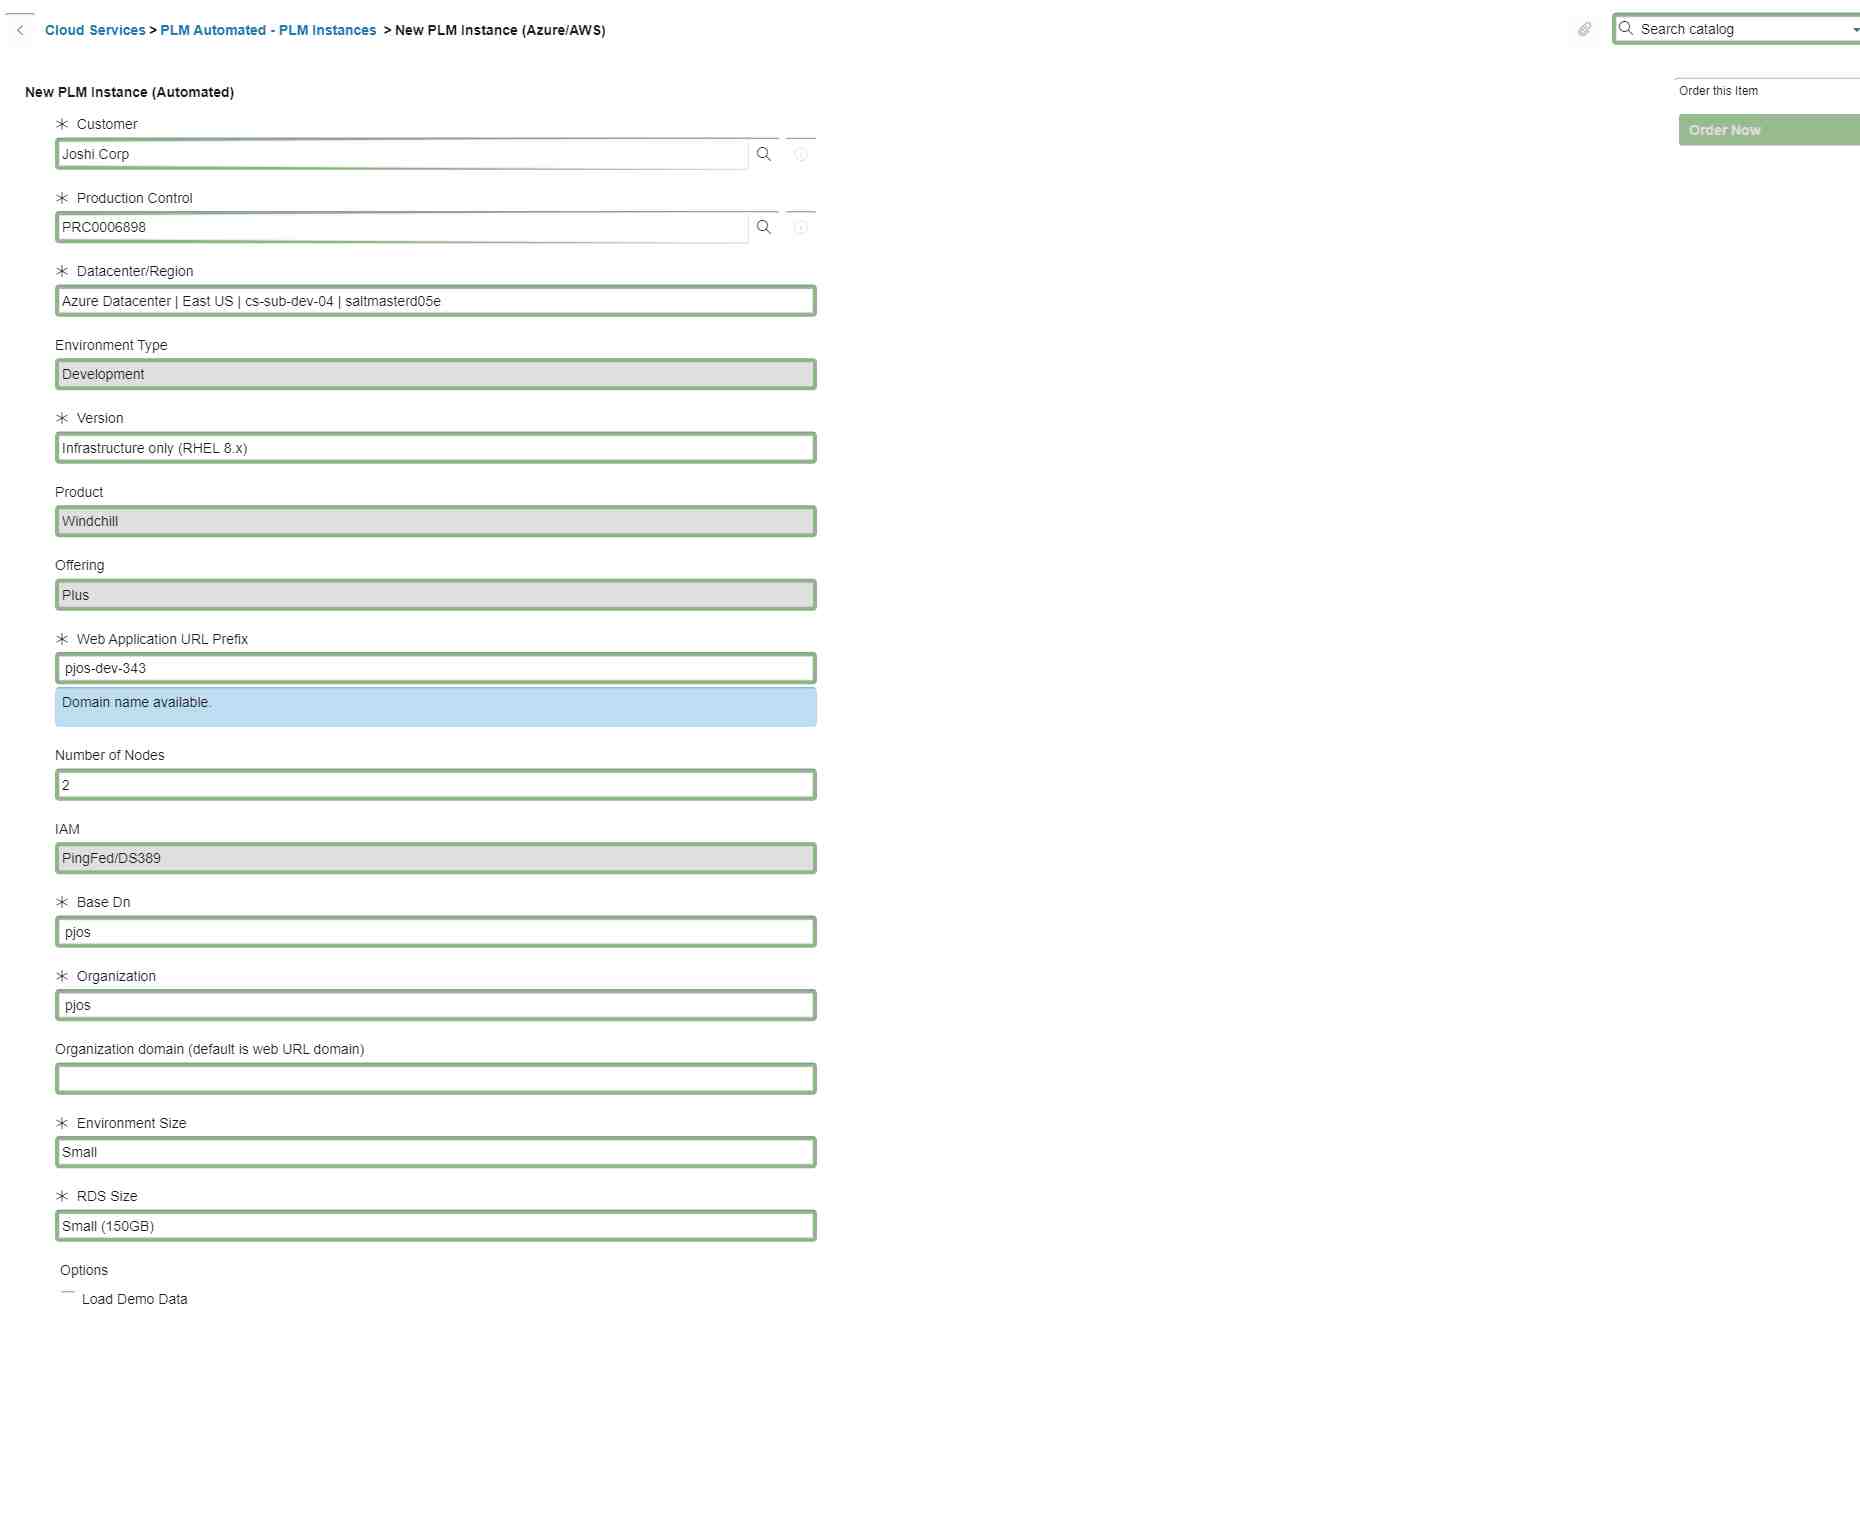 Cloud Services > PLM Automated - PLM Instances > New PLM Instance (Azure/AWS)
Search catalog
New PLM Instance (Automated)
Order this Item
Order Now
* Customer
Joshi Corp
* Production Control
PRC0006898
* Datacenter/Region
Azure Datacenter | East US | cs-sub-dev-04 | saltmasterd05e
Environment Type
Development
* Version
Infrastructure only (RHEL 8.x)
Product
Windchill
Offering
Plus
* Web Application URL Prefix
pjos-dev-343
Domain name available.
Number of Nodes
2
IAM
PingFed/DS389
* Base Dn
pjos
* Organization
pjos
Organization domain (default is web URL domain)
* Environment Size
Small
* RDS Size
Small (150GB)
Options
Load Demo Data